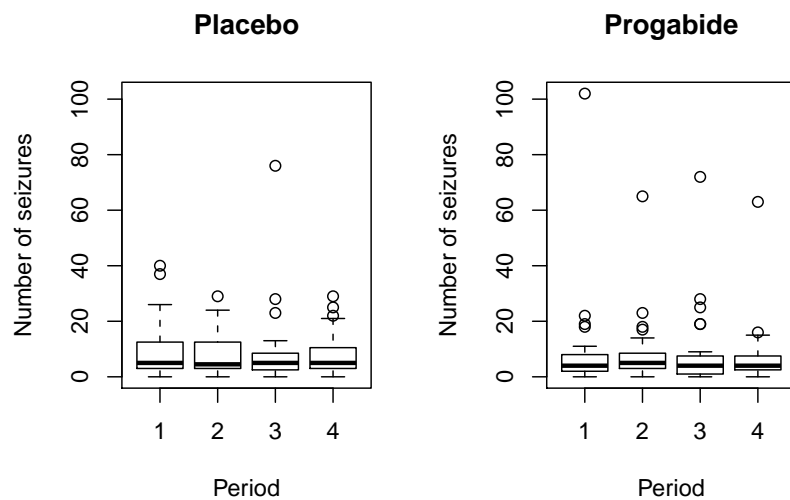 Placebo
Number of seizures
0 20 40 60 80 100
1 2 3 4
Period
Progabide
Number of seizures
0 20 40 60 80 100
1 2 3 4
Period